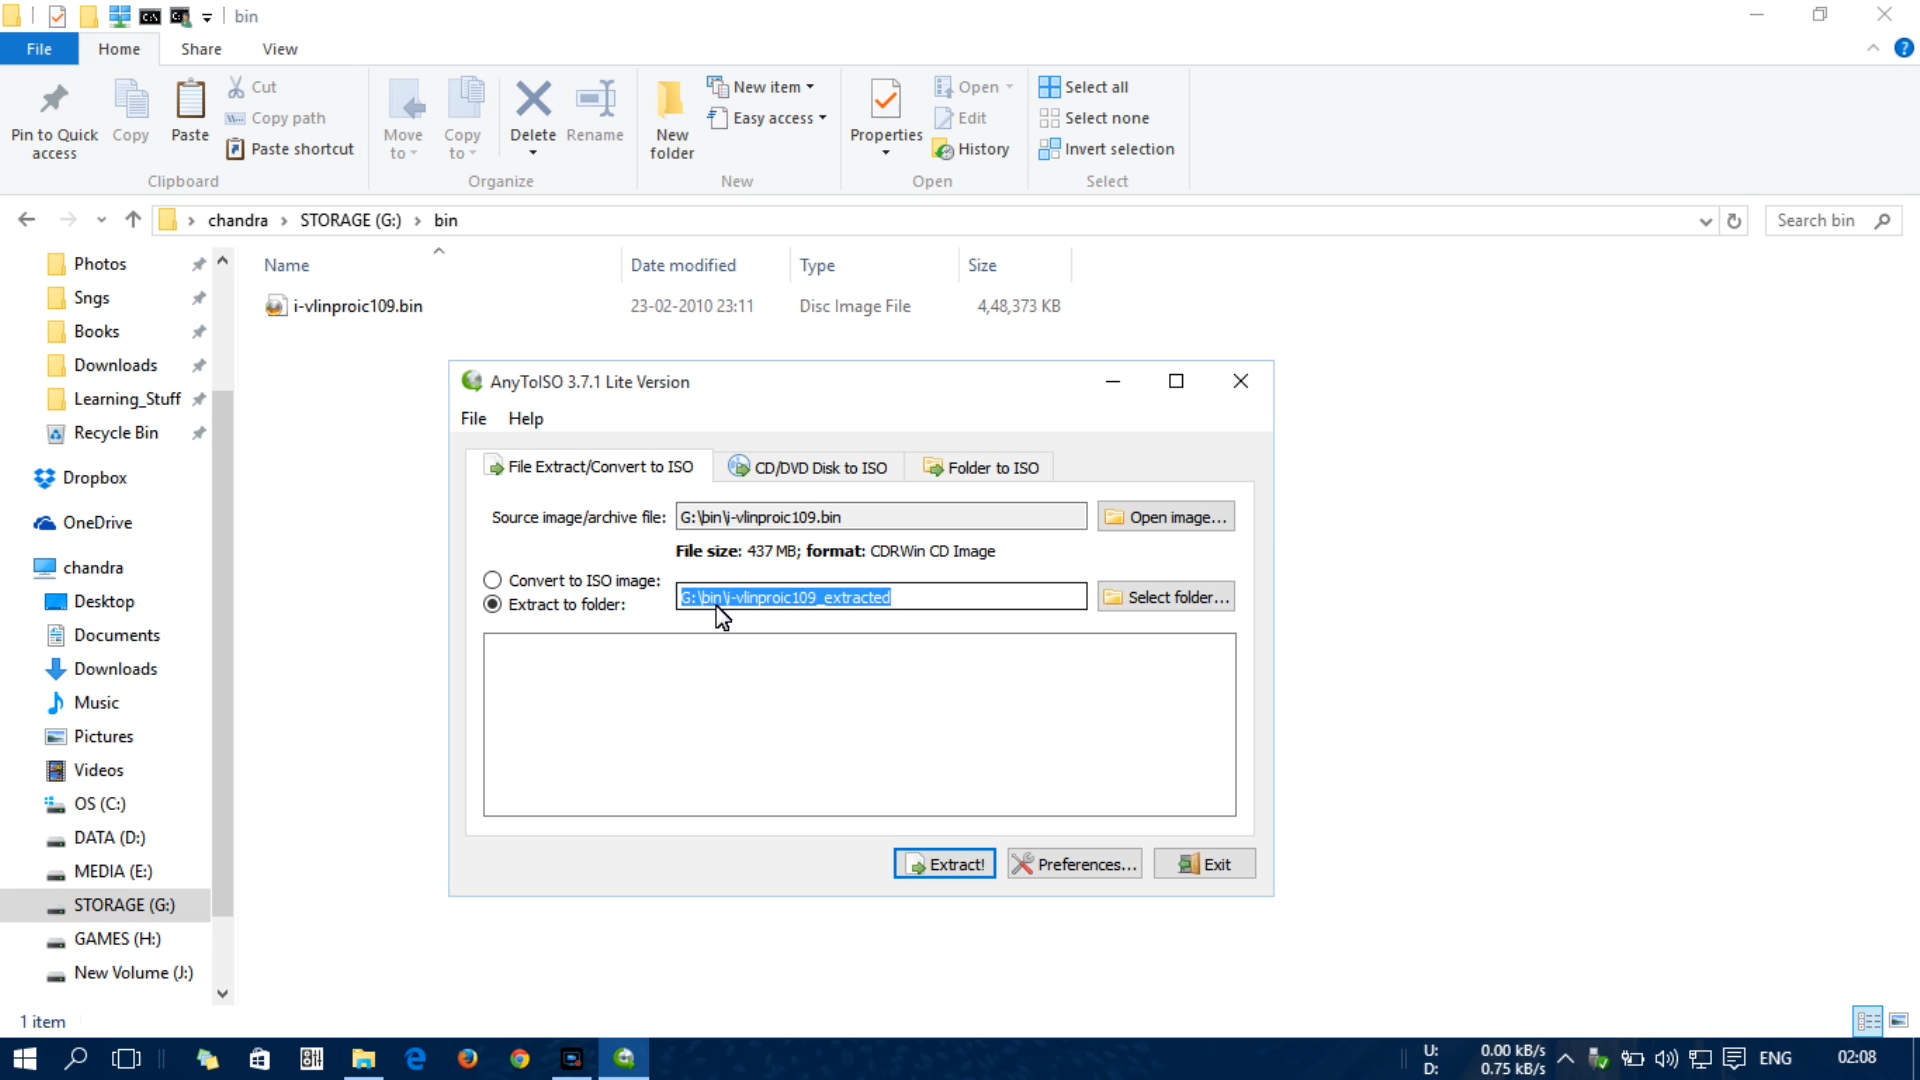 bin
File Home Share View
Pin to Quick access
Copy
Paste
Cut
Copy path
Paste shortcut
Clipboard
Move to
Copy to
Delete
Rename
Organize
New folder
New item
Easy access
New
Properties
Open
Edit
History
Open
Select all
Select none
Invert selection
Select
chandra STORAGE (G:) bin
Search bin
Name Date modified Type Size
i-vlinproic109.bin 23-02-2010 23:11 Disc Image File 4,48,373 KB
Photos
Sngs
Books
Downloads
Learning_Stuff
Recycle Bin
Dropbox
OneDrive
chandra
Desktop
Documents
Downloads
Music
Pictures
Videos
OS (C:)
DATA (D:)
MEDIA (E:)
STORAGE (G:)
GAMES (H:)
New Volume (J:)
AnyToISO 3.7.1 Lite Version
File Help
File Extract/Convert to ISO CD/DVD Disk to ISO Folder to ISO
Source image/archive file: G:\bin\i-vlinproic109.bin Open image...
File size: 437 MB; format: CDRWin CD Image
Convert to ISO image:
Extract to folder: G:\bin\i-vlinproic109_extracted Select folder...
Extract! Preferences... Exit
1 item
U: 0.00 kB/s
D: 0.75 kB/s
ENG 02:08